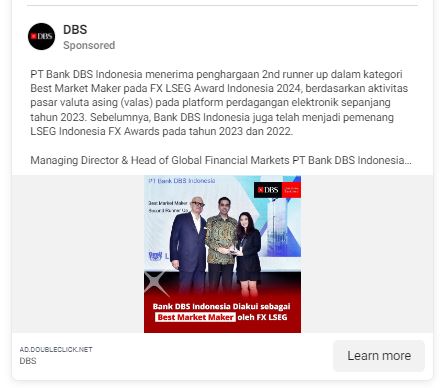 DBS
DBS
Sponsored
PT Bank DBS Indonesia menerima penghargaan 2nd runner up dalam kategori
Best Market Maker pada FX LSEG Award Indonesia 2024, berdasarkan aktivitas
pasar valuta asing (valas) pada platform perdagangan elektronik sepanjang
tahun 2023. Sebelumnya, Bank DBS Indonesia juga telah menjadi pemenang
LSEG Indonesia FX Awards pada tahun 2023 dan 2022.
Managing Director & Head of Global Financial Markets PT Bank DBS Indonesia...
PT Bank DBS Indonesia
DBS
Best Market Maker
Second Runner Up
Bank DBS Indonesia Diakui sebagai
Best Market Maker oleh FX LSEG
AD.DOUBLECLICK.NET
DBS
Learn more